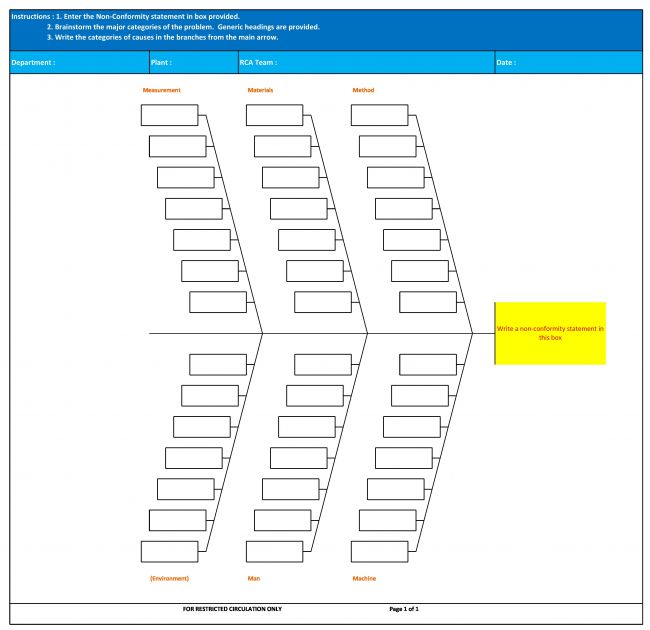 Instructions : 1. Enter the Non-Conformity statement in box provided.
2. Brainstorm the major categories of the problem. Generic headings are provided.
3. Write the categories of causes in the branches from the main arrow.
Department : Plant : RCA Team : Date :
Measurement Materials Method
Write a non-conformity statement in
this box
(Environment) Man Machine
FOR RESTRICTED CIRCULATION ONLY Page 1 of 1